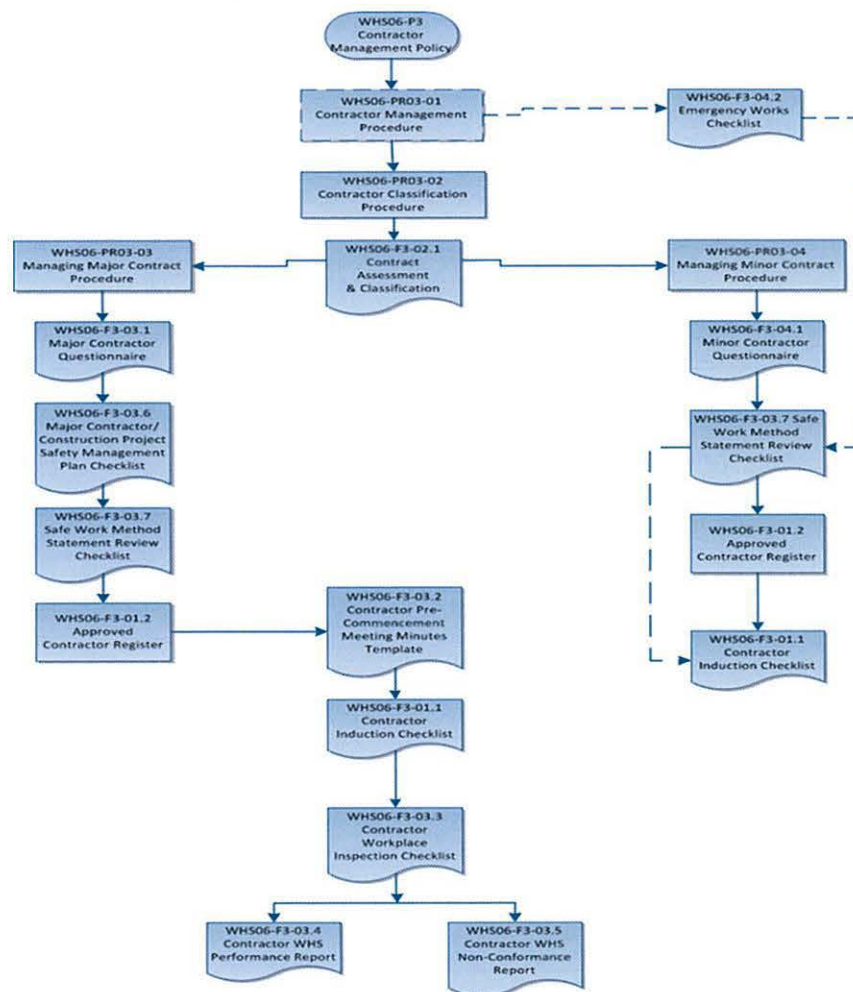 WHS06-P3
Contractor
Management Policy
WHS06-PR03-01
Contractor Management
Procedure
WHS06-F3-04.2
Emergency Works
Checklist
WHS06-PR03-02
Contractor Classification
Procedure
WHS06-PR03-03
Managing Major Contract
Procedure
WHS06-F3-02.1
Contract
Assessment
& Classification
WHS06-PR03-04
Managing Minor Contract
Procedure
WHS06-F3-03.1
Major Contractor
Questionnaire
WHS06-F3-04.1
Minor Contractor
Questionnaire
WHS06-F3-03.6
Major Contractor/
Construction Project
Safety Management
Plan Checklist
WHS06-F3-03.7 Safe
Work Method
Statement Review
Checklist
WHS06-F3-03.7
Safe Work Method
Statement Review
Checklist
WHS06-F3-01.2
Approved
Contractor Register
WHS06-F3-01.2
Approved
Contractor Register
WHS06-F3-03.2
Contractor Pre-
Commencement
Meeting Minutes
Template
WHS06-F3-01.1
Contractor
Induction Checklist
WHS06-F3-01.1
Contractor
Induction Checklist
WHS06-F3-03.3
Contractor
Workplace
Inspection Checklist
WHS06-F3-03.4
Contractor WHS
Performance Report
WHS06-F3-03.5
Contractor WHS
Non-Conformance
Report